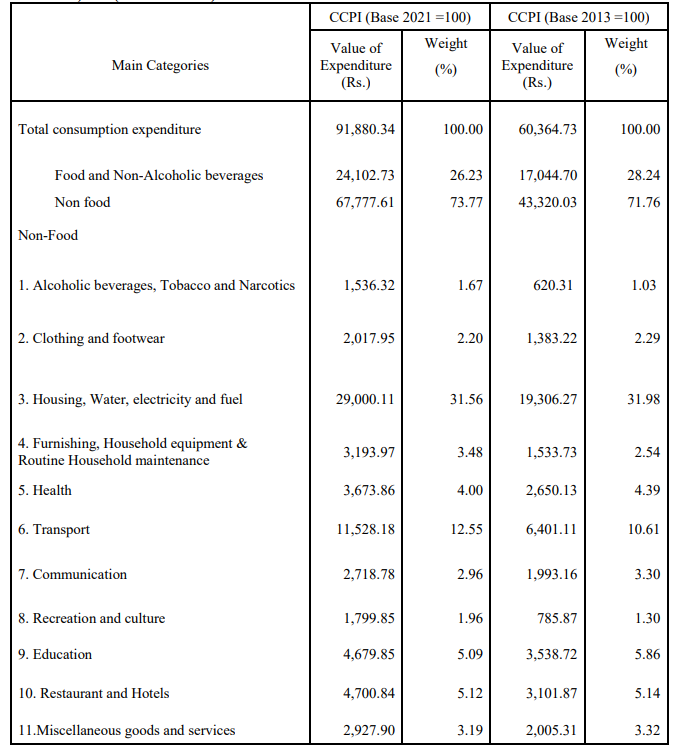 CCPI (Base 2021 =100) CCPI (Base 2013 =100)
Main Categories Value of Expenditure (Rs.) Weight (%) Value of Expenditure (Rs.) Weight (%)
Total consumption expenditure 91,880.34 100.00 60,364.73 100.00
Food and Non-Alcoholic beverages 24,102.73 26.23 17,044.70 28.24
Non food 67,777.61 73.77 43,320.03 71.76
Non-Food
1. Alcoholic beverages, Tobacco and Narcotics 1,536.32 1.67 620.31 1.03
2. Clothing and footwear 2,017.95 2.20 1,383.22 2.29
3. Housing, Water, electricity and fuel 29,000.11 31.56 19,306.27 31.98
4. Furnishing, Household equipment &
Routine Household maintenance 3,193.97 3.48 1,533.73 2.54
5. Health 3,673.86 4.00 2,650.13 4.39
6. Transport 11,528.18 12.55 6,401.11 10.61
7. Communication 2,718.78 2.96 1,993.16 3.30
8. Recreation and culture 1,799.85 1.96 785.87 1.30
9. Education 4,679.85 5.09 3,538.72 5.86
10. Restaurant and Hotels 4,700.84 5.12 3,101.87 5.14
11.Miscellaneous goods and services 2,927.90 3.19 2,005.31 3.32